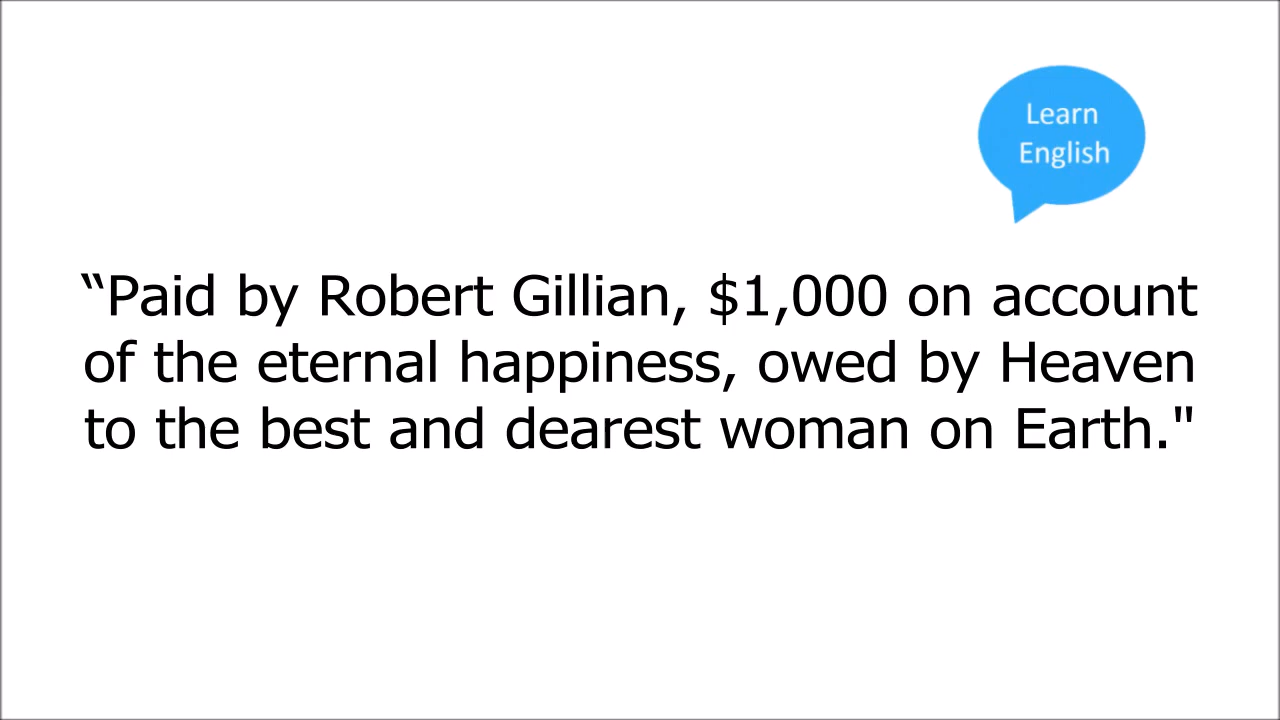 Learn
English
“Paid by Robert Gillian, $1,000 on account
of the eternal happiness, owed by Heaven
to the best and dearest woman on Earth."